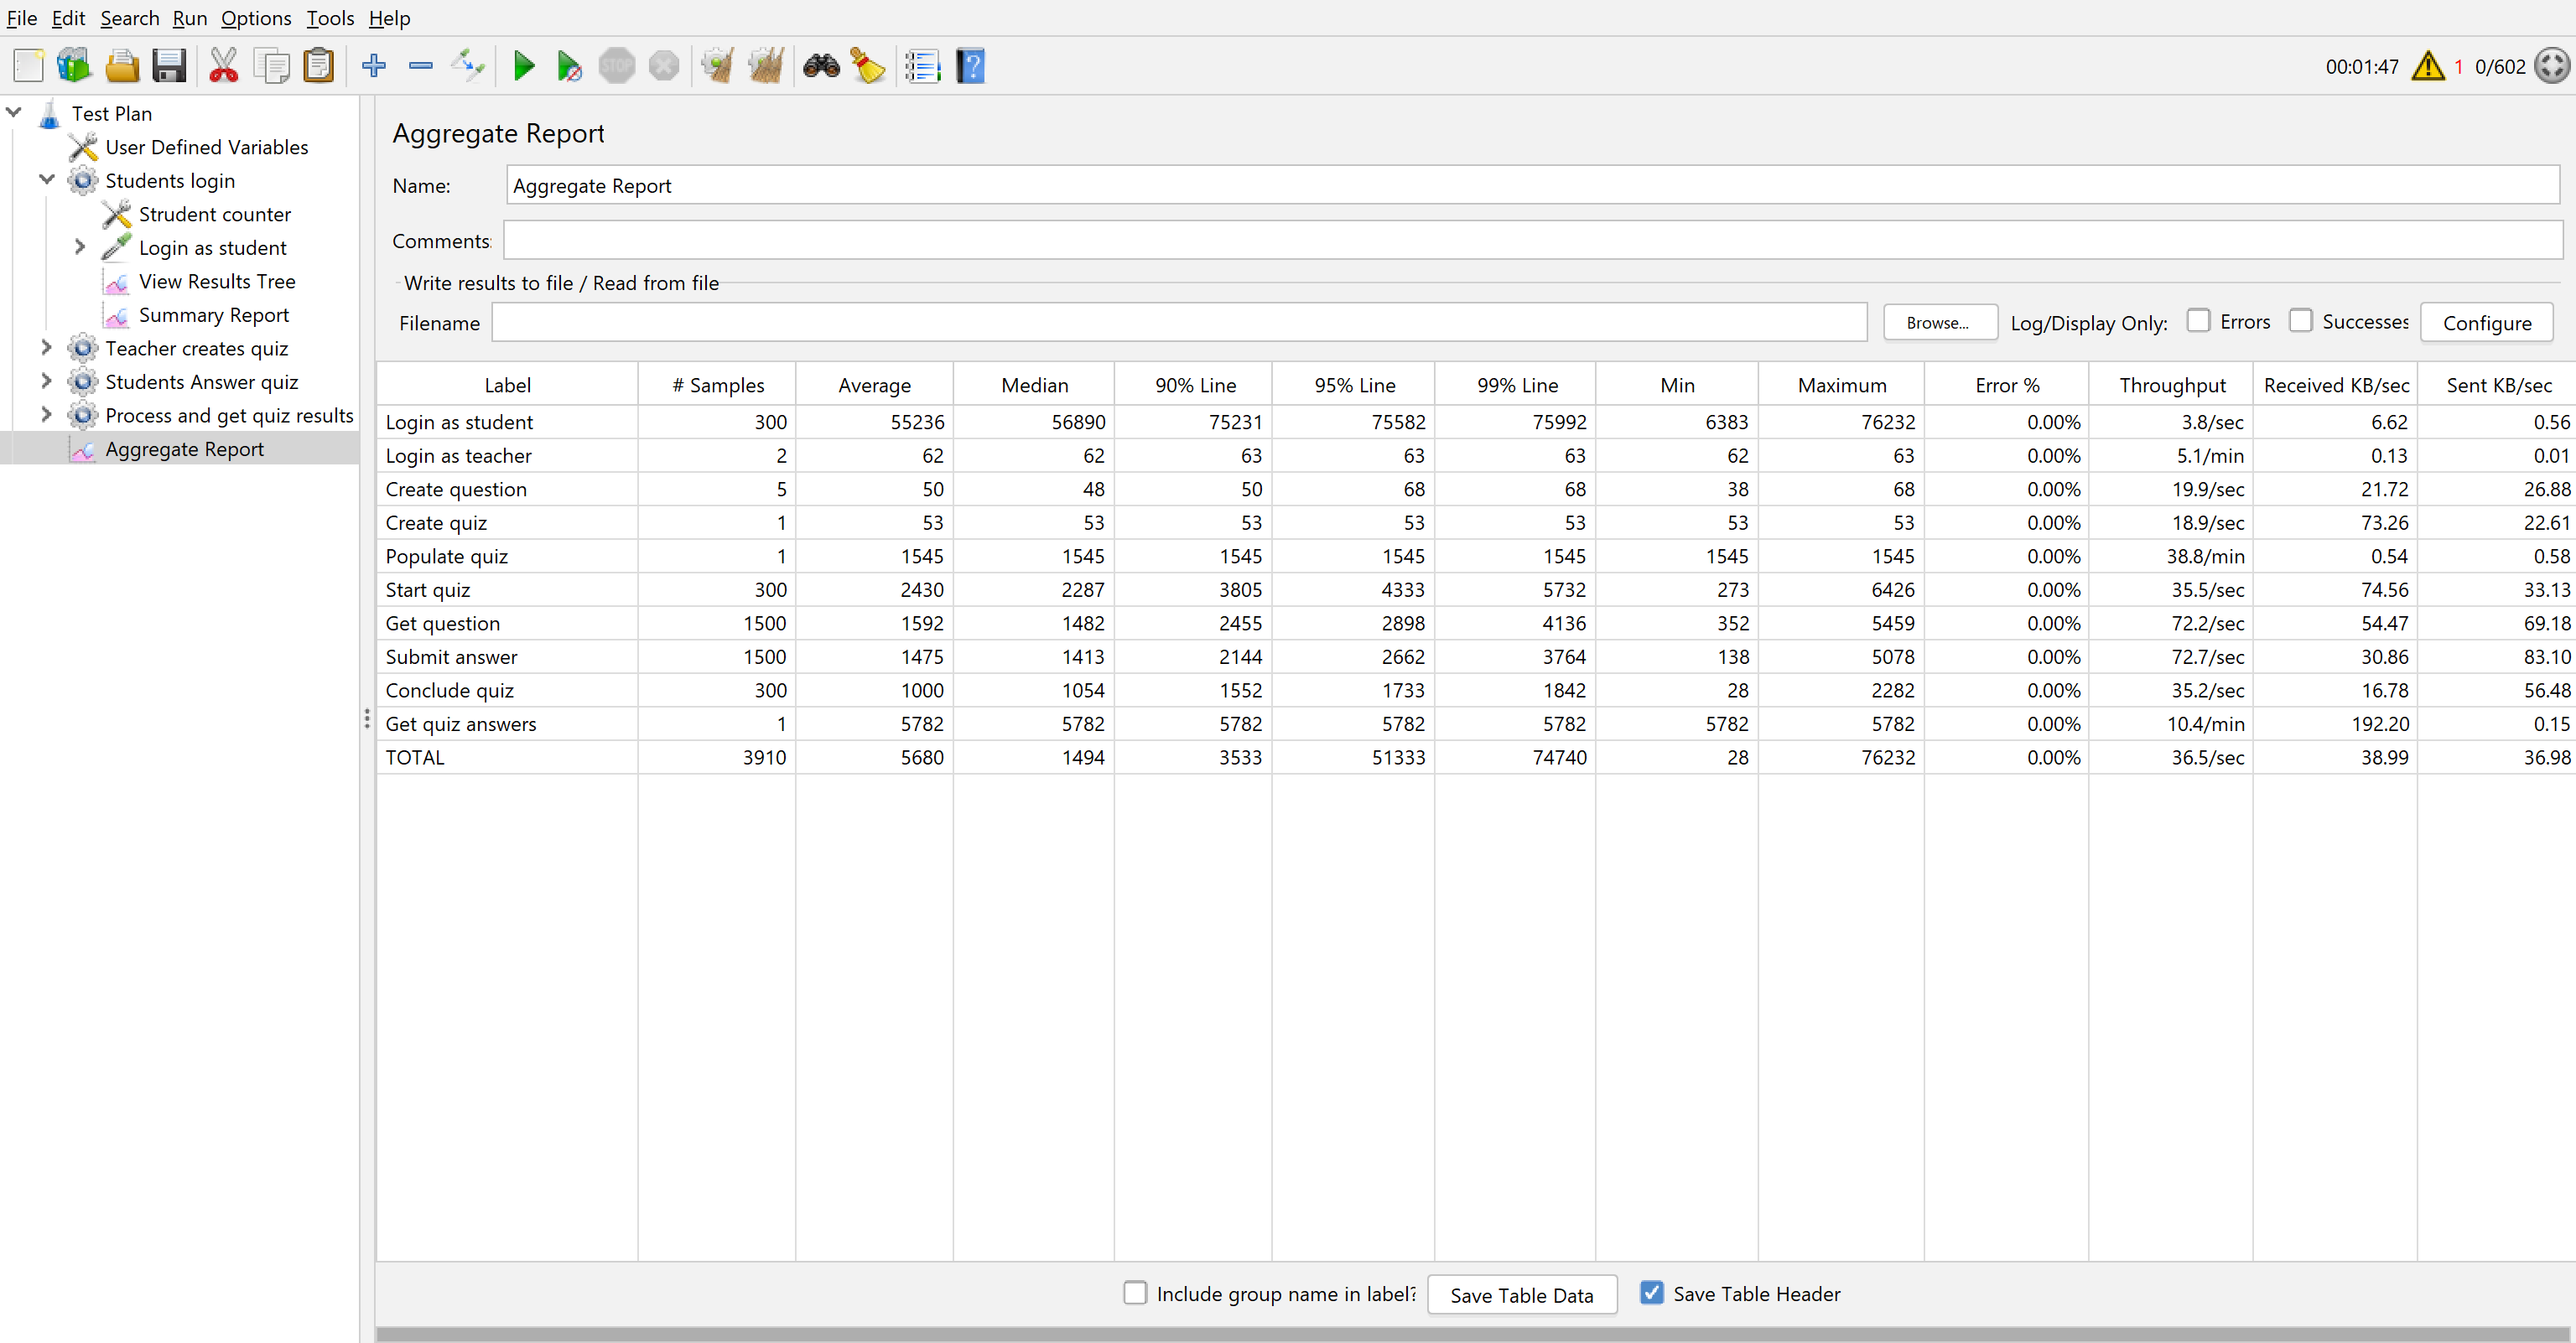 File Edit Search Run Options Tools Help
STOP ? 00:01:47 1 0/602
Test Plan
User Defined Variables
Students login
Strudent counter
Login as student
View Results Tree
Summary Report
Teacher creates quiz
Students Answer quiz
Process and get quiz results
Aggregate Report
Aggregate Report
Name: Aggregate Report
Comments:
Write results to file / Read from file
Filename Browse... Log/Display Only: Errors Successes Configure
Label # Samples Average Median 90% Line 95% Line 99% Line Min Maximum Error % Throughput Received KB/sec Sent KB/sec
Login as student 300 55236 56890 75231 75582 75992 6383 76232 0.00% 3.8/sec 6.62 0.56
Login as teacher 2 62 62 63 63 63 62 63 0.00% 5.1/min 0.13 0.01
Create question 5 50 48 50 68 68 38 68 0.00% 19.9/sec 21.72 26.88
Create quiz 1 53 53 53 53 53 53 53 0.00% 18.9/sec 73.26 22.61
Populate quiz 1 1545 1545 1545 1545 1545 1545 1545 0.00% 38.8/min 0.54 0.58
Start quiz 300 2430 2287 3805 4333 5732 273 6426 0.00% 35.5/sec 74.56 33.13
Get question 1500 1592 1482 2455 2898 4136 352 5459 0.00% 72.2/sec 54.47 69.18
Submit answer 1500 1475 1413 2144 2662 3764 138 5078 0.00% 72.7/sec 30.86 83.10
Conclude quiz 300 1000 1054 1552 1733 1842 28 2282 0.00% 35.2/sec 16.78 56.48
Get quiz answers 1 5782 5782 5782 5782 5782 5782 5782 0.00% 10.4/min 192.20 0.15
TOTAL 3910 5680 1494 3533 51333 74740 28 76232 0.00% 36.5/sec 38.99 36.98
Include group name in label? Save Table Data Save Table Header